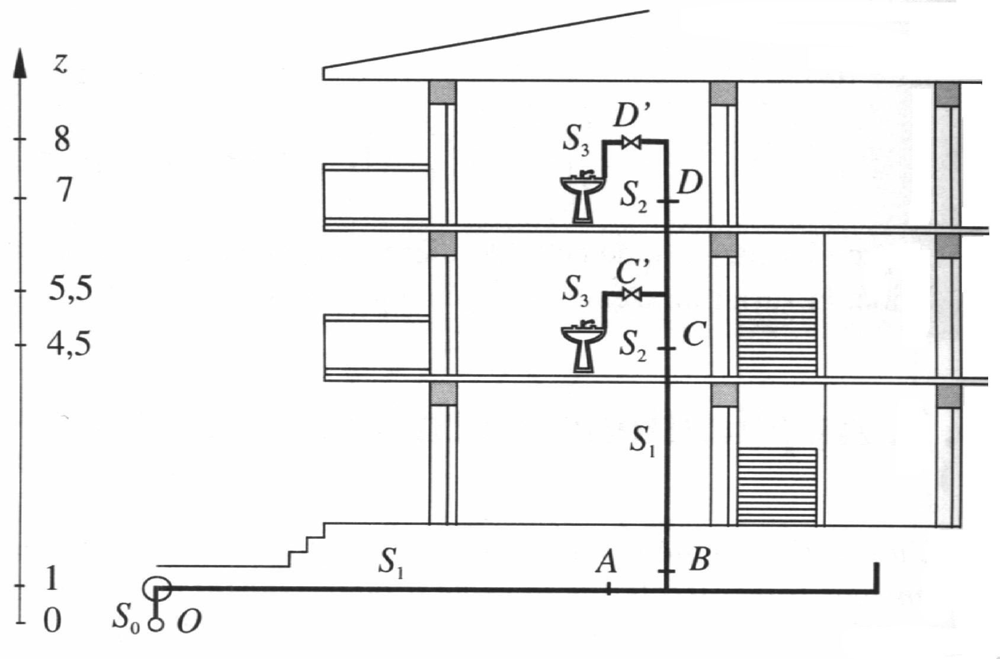 z
8
7
5,5
4,5
1
0
D’
S₃
D
S₂
C’
S₃
C
S₂
S₁
S₁
A
B
S₀
O